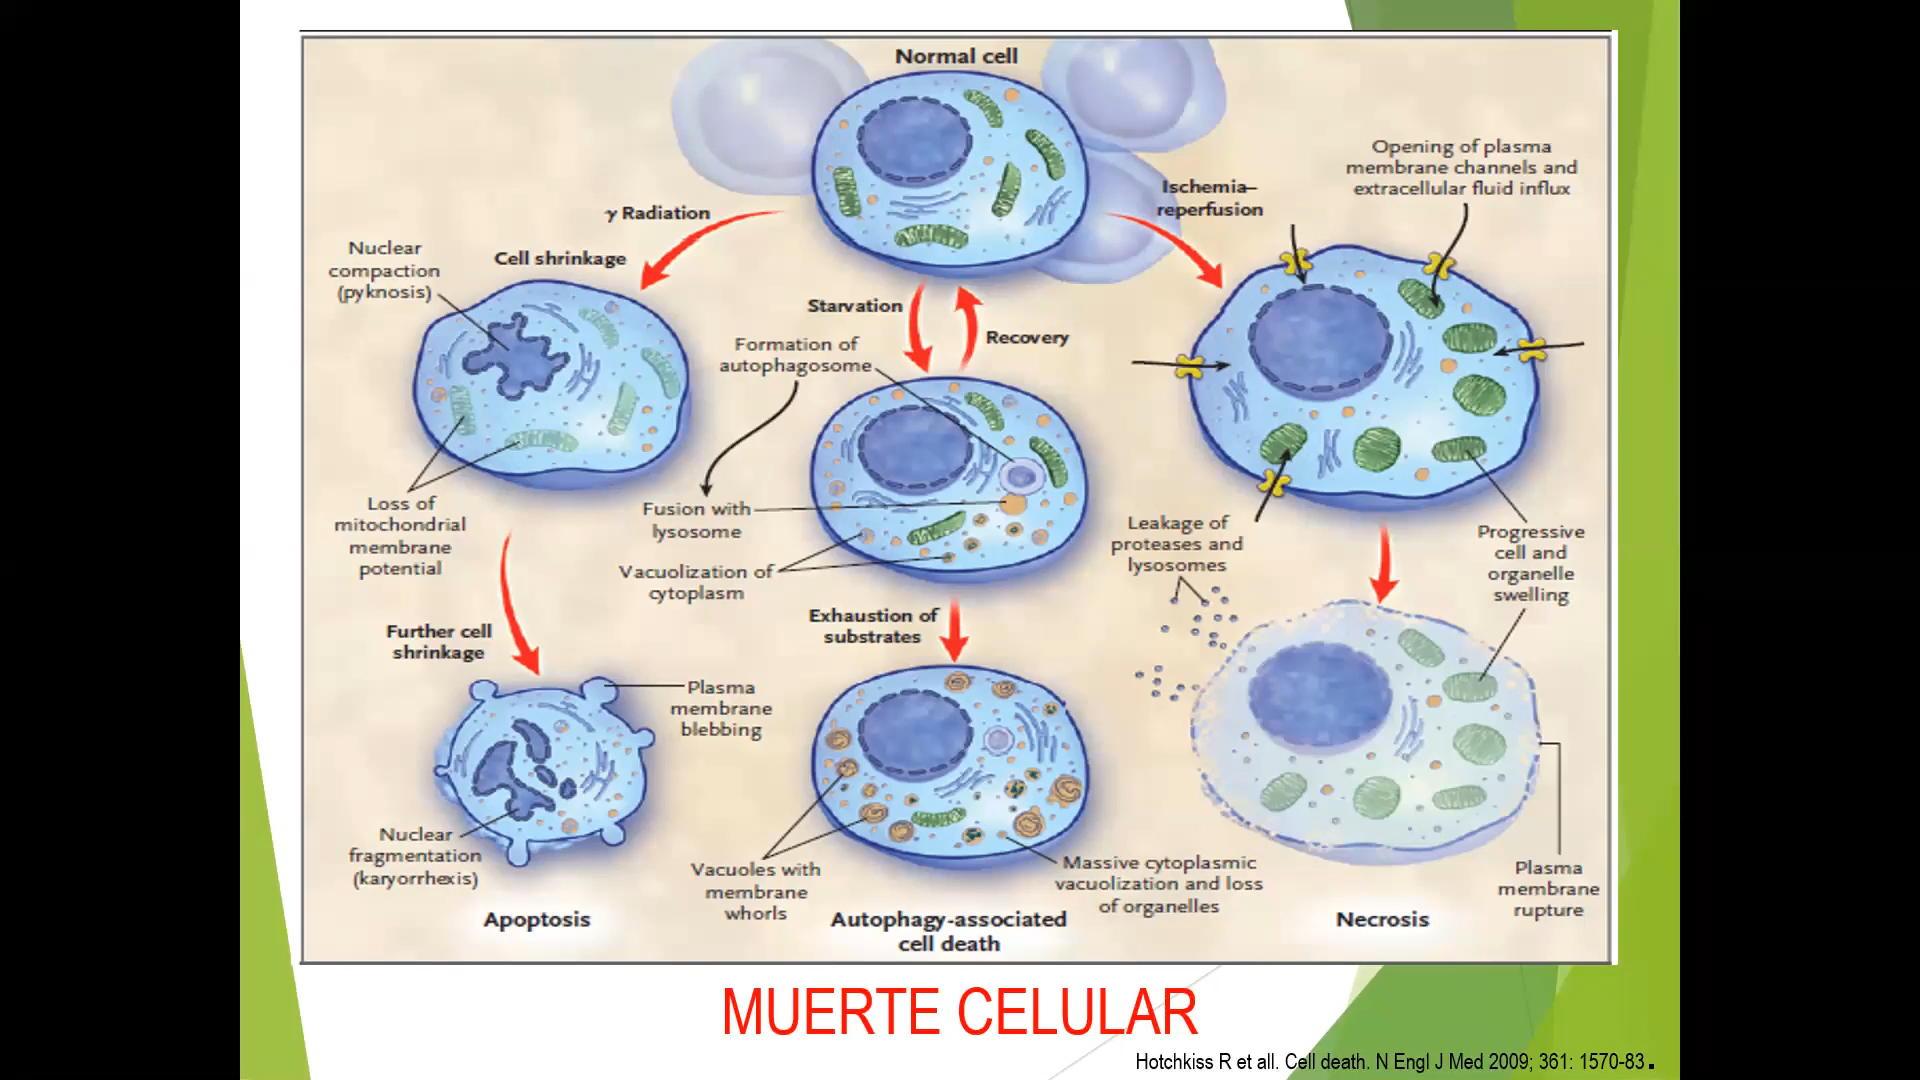 Normal cell
Opening of plasma
membrane channels and
extracellular fluid influx
Ischemia–
reperfusion
γ Radiation
Nuclear
compaction
(pyknosis)
Cell shrinkage
Starvation
Recovery
Formation of
autophagosome
Loss of
mitochondrial
membrane
potential
Fusion with
lysosome
Vacuolization of
cytoplasm
Leakage of
proteases and
lysosomes
Progressive
cell and
organelle
swelling
Further cell
shrinkage
Exhaustion of
substrates
Plasma
membrane
blebbing
Nuclear
fragmentation
(karyorrhexis)
Vacuoles with
membrane
whorls
Massive cytoplasmic
vacuolization and loss
of organelles
Plasma
membrane
rupture
Apoptosis
Autophagy-associated
cell death
Necrosis
MUERTE CELULAR
Hotchkiss R et all. Cell death. N Engl J Med 2009; 361: 1570-83.